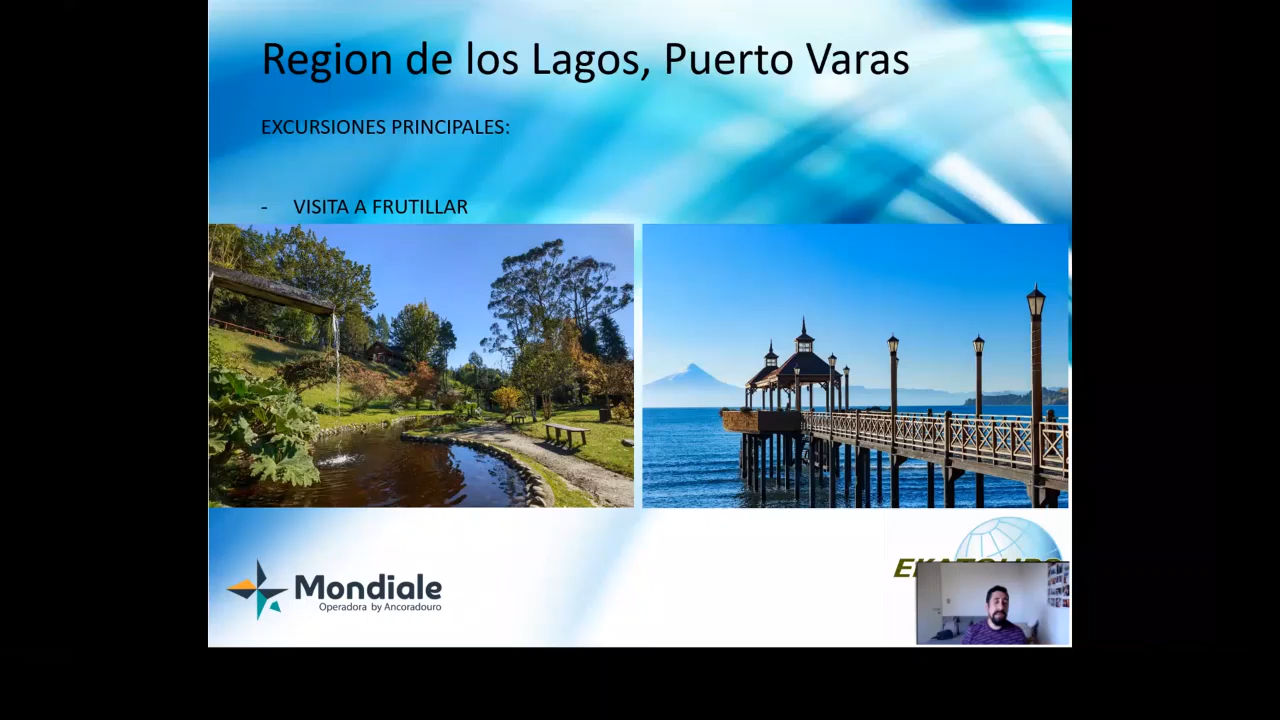 Region de los Lagos, Puerto Varas
EXCURSIONES PRINCIPALES:
- VISITA A FRUTILLAR
Mondiale
Operadora by Ancoradouro